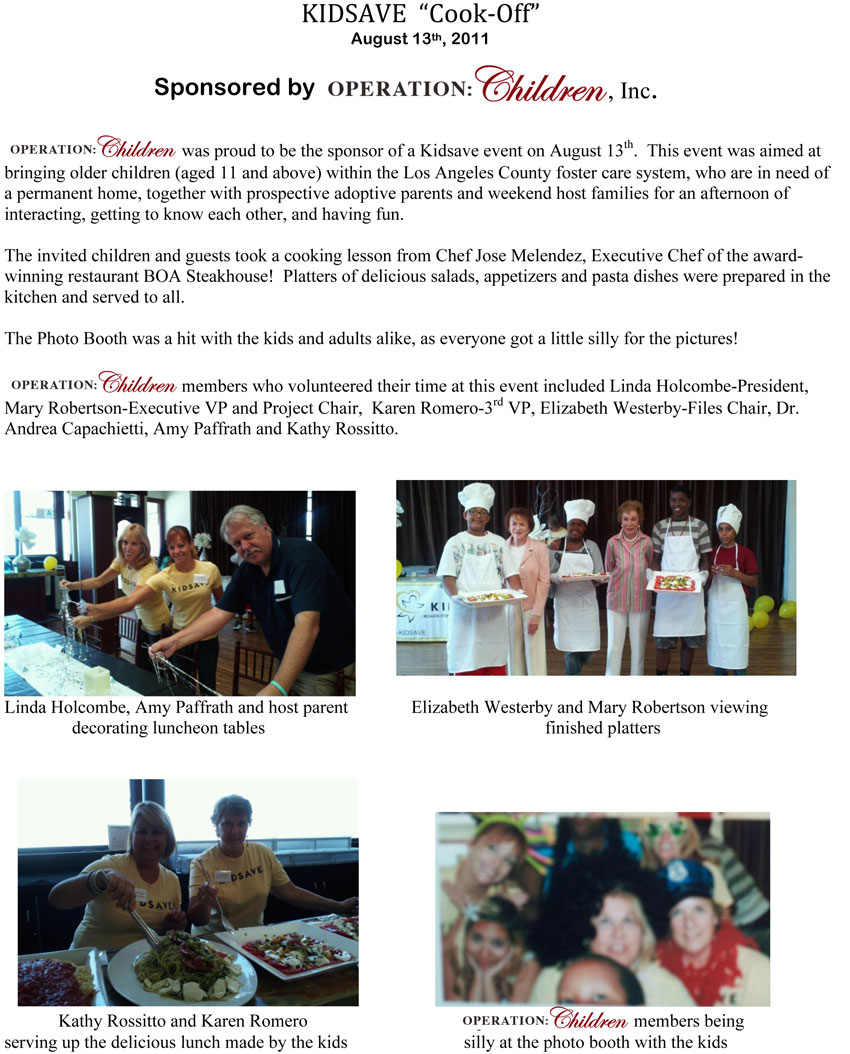 KIDSAVE “Cook-Off”
August 13th, 2011
Sponsored by OPERATION: Children, Inc.
OPERATION: Children was proud to be the sponsor of a Kidsave event on August 13th. This event was aimed at
bringing older children (aged 11 and above) within the Los Angeles County foster care system, who are in need of
a permanent home, together with prospective adoptive parents and weekend host families for an afternoon of
interacting, getting to know each other, and having fun.
The invited children and guests took a cooking lesson from Chef Jose Melendez, Executive Chef of the award-
winning restaurant BOA Steakhouse! Platters of delicious salads, appetizers and pasta dishes were prepared in the
kitchen and served to all.
The Photo Booth was a hit with the kids and adults alike, as everyone got a little silly for the pictures!
OPERATION: Children members who volunteered their time at this event included Linda Holcombe-President,
Mary Robertson-Executive VP and Project Chair, Karen Romero-3rd VP, Elizabeth Westerby-Files Chair, Dr.
Andrea Capachietti, Amy Paffrath and Kathy Rossitto.
KIDSAVE
KI
-KIDSAVE
Linda Holcombe, Amy Paffrath and host parent
decorating luncheon tables
Elizabeth Westerby and Mary Robertson viewing
finished platters
DSAVE
IDSAVE
Kathy Rossitto and Karen Romero
serving up the delicious lunch made by the kids
OPERATION: Children members being
silly at the photo booth with the kids